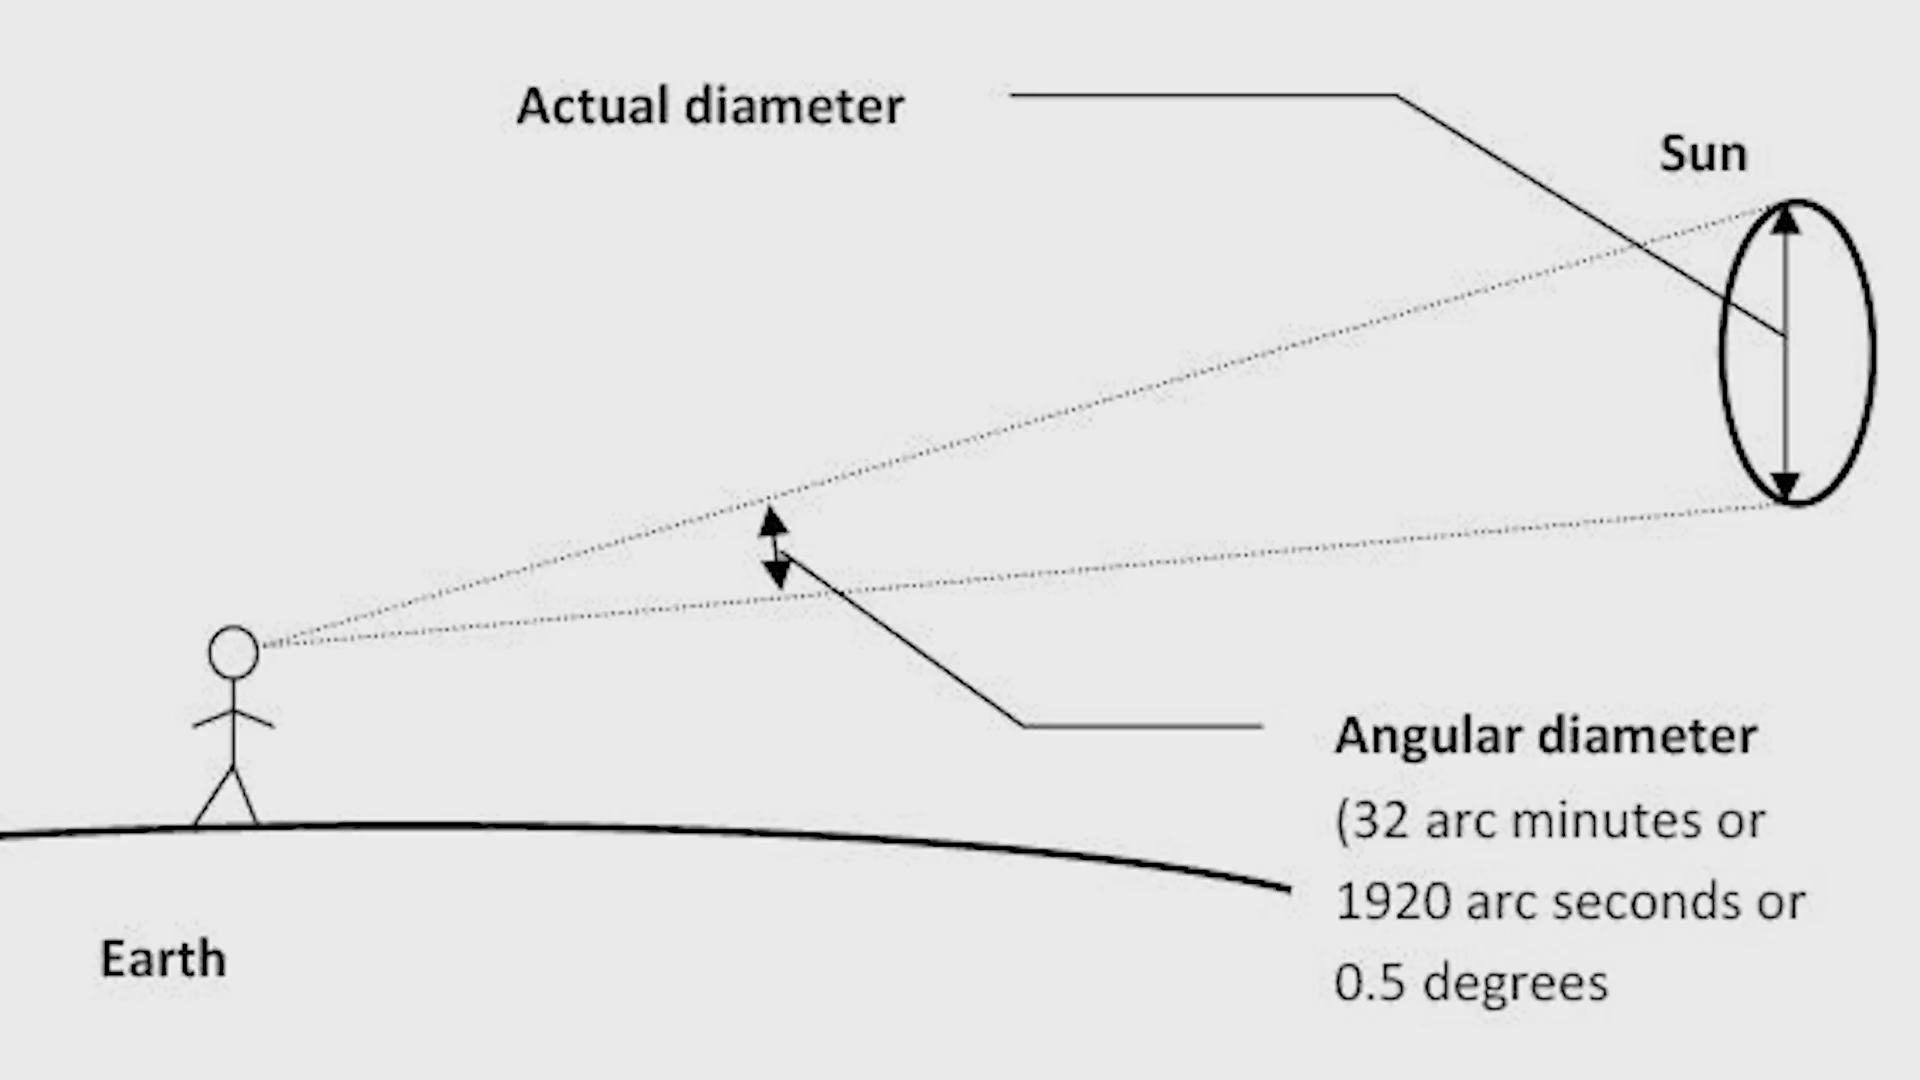 Actual diameter
Sun
Angular diameter
(32 arc minutes or
1920 arc seconds or
0.5 degrees
Earth